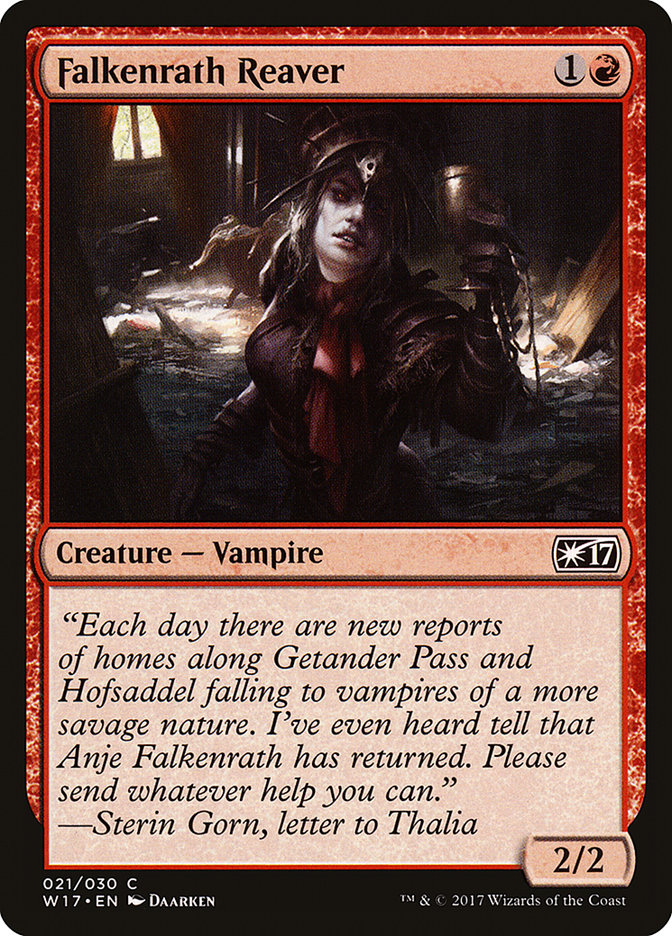 Falkenrath Reaver 1
Creature — Vampire 17
“Each day there are new reports
of homes along Getander Pass and
Hofsaddel falling to vampires of a more
savage nature. I’ve even heard tell that
Anje Falkenrath has returned. Please
send whatever help you can.”
—Sterin Gorn, letter to Thalia
2/2
021/030 C
W17 • EN Daarken ™ & © 2017 Wizards of the Coast